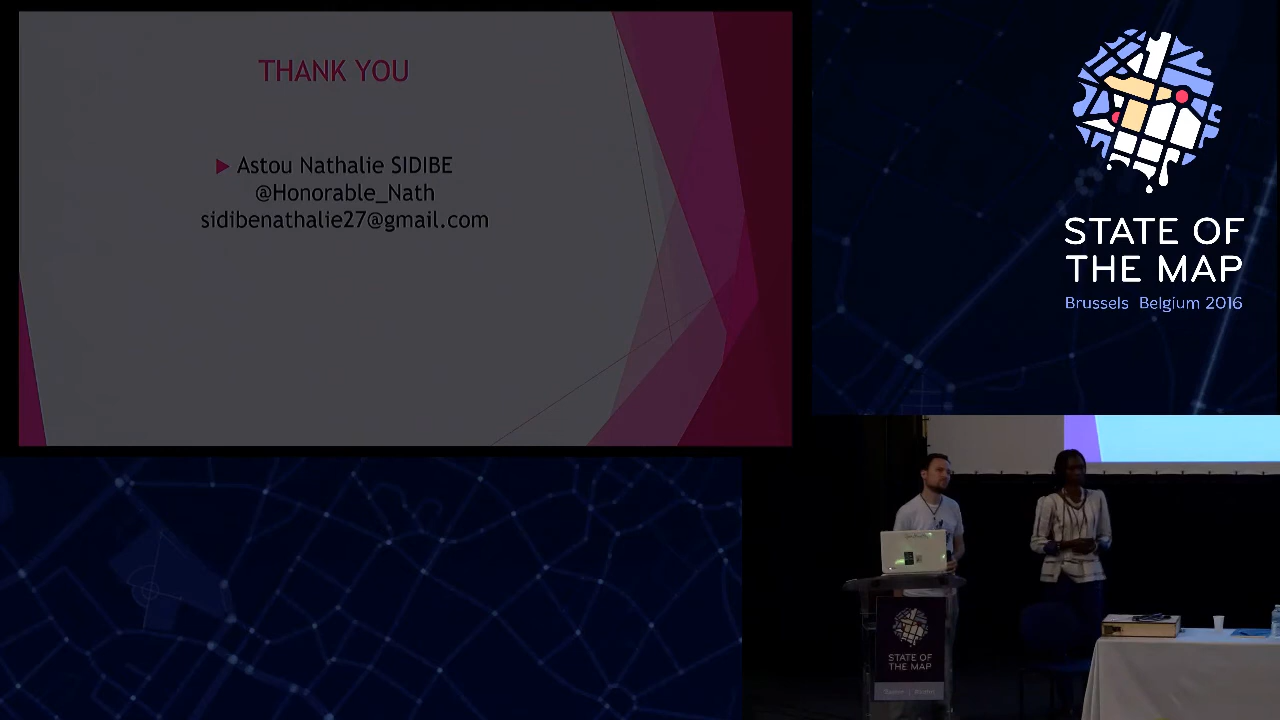 THANK YOU
Astou Nathalie SIDIBE
@Honorable_Nath
sidibenathalie27@gmail.com
STATE OF
THE MAP
Brussels Belgium 2016
STATE OF
THE MAP